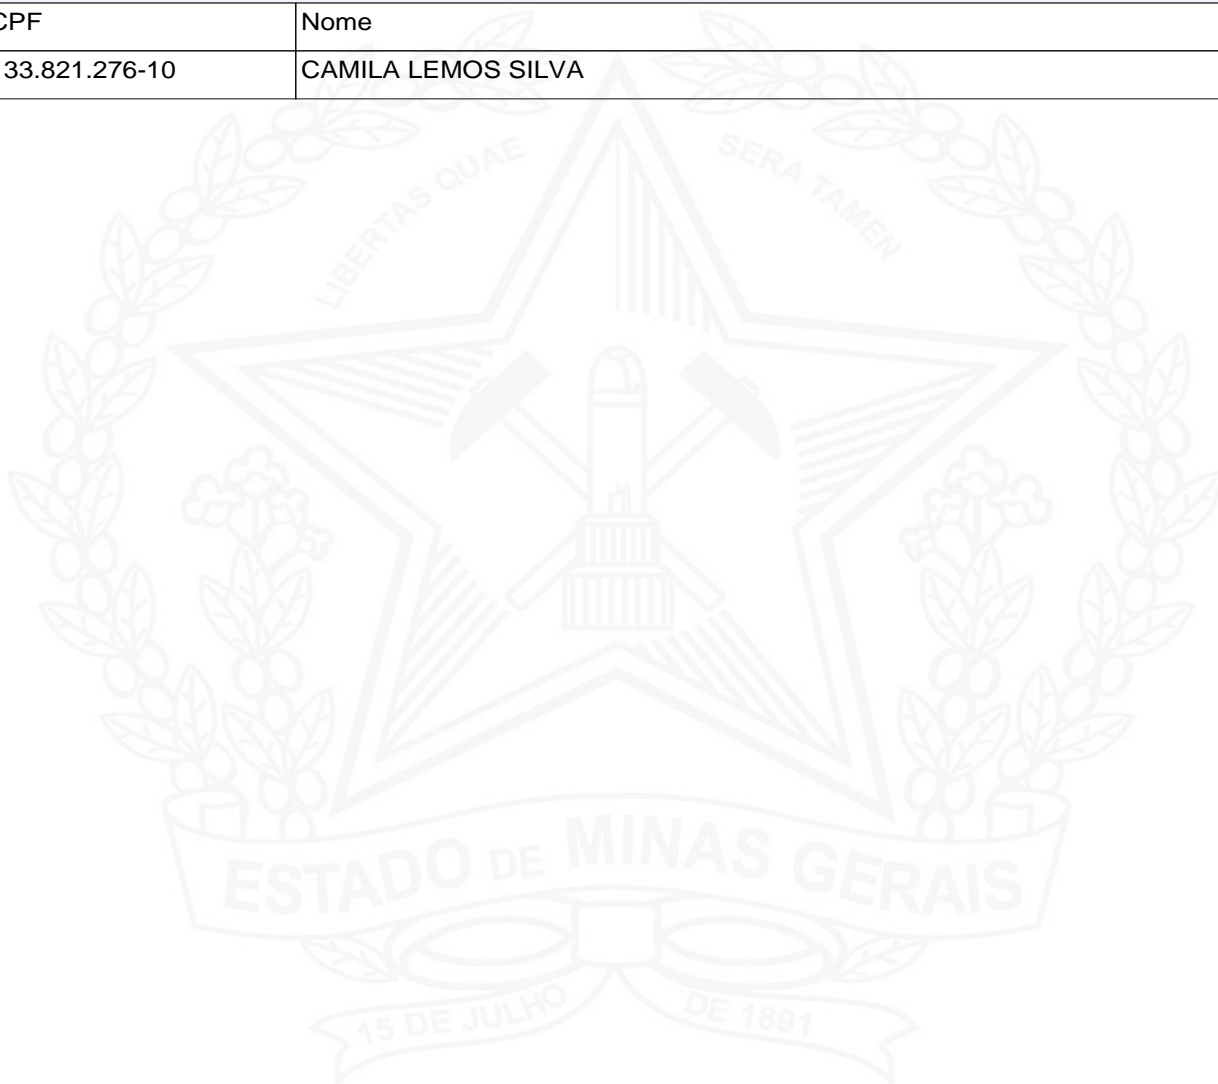 CPF Nome
33.821.276-10 CAMILA LEMOS SILVA
LIBERTAS QUAE SERA TAMEN
ESTADO DE MINAS GERAIS
15 DE JULHO DE 1891